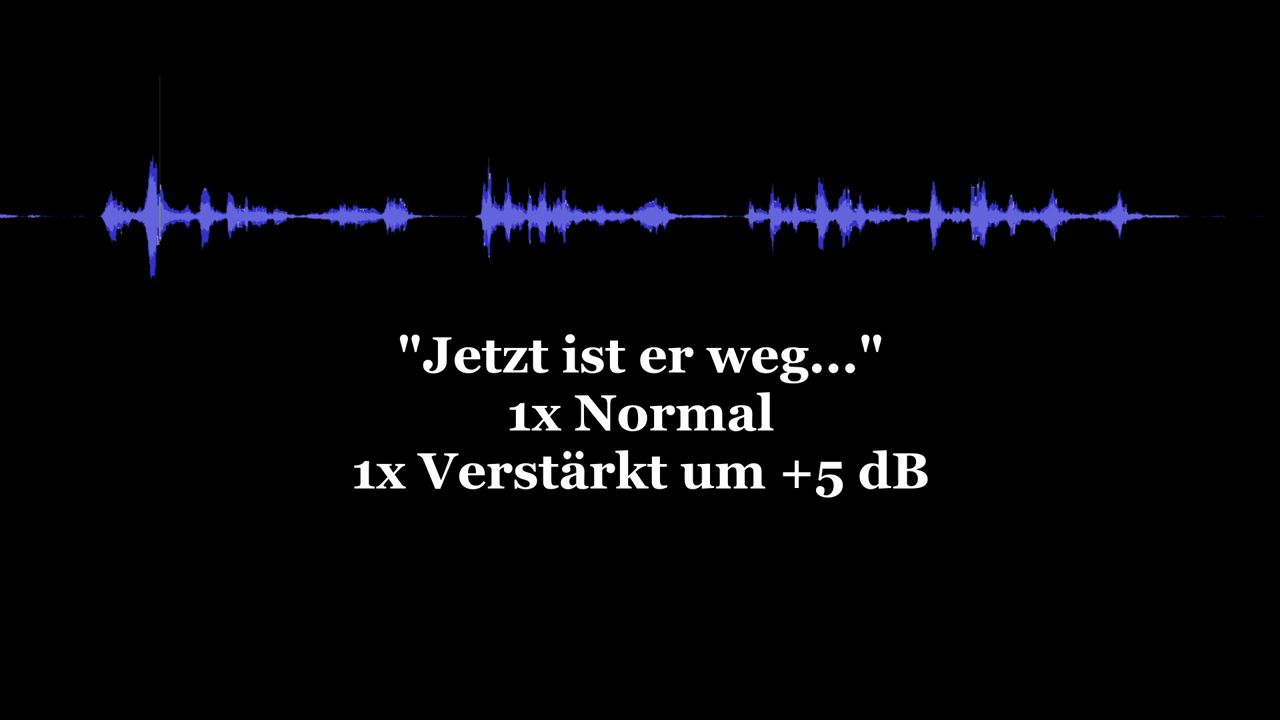 "Jetzt ist er weg..."
1x Normal
1x Verstärkt um +5 dB